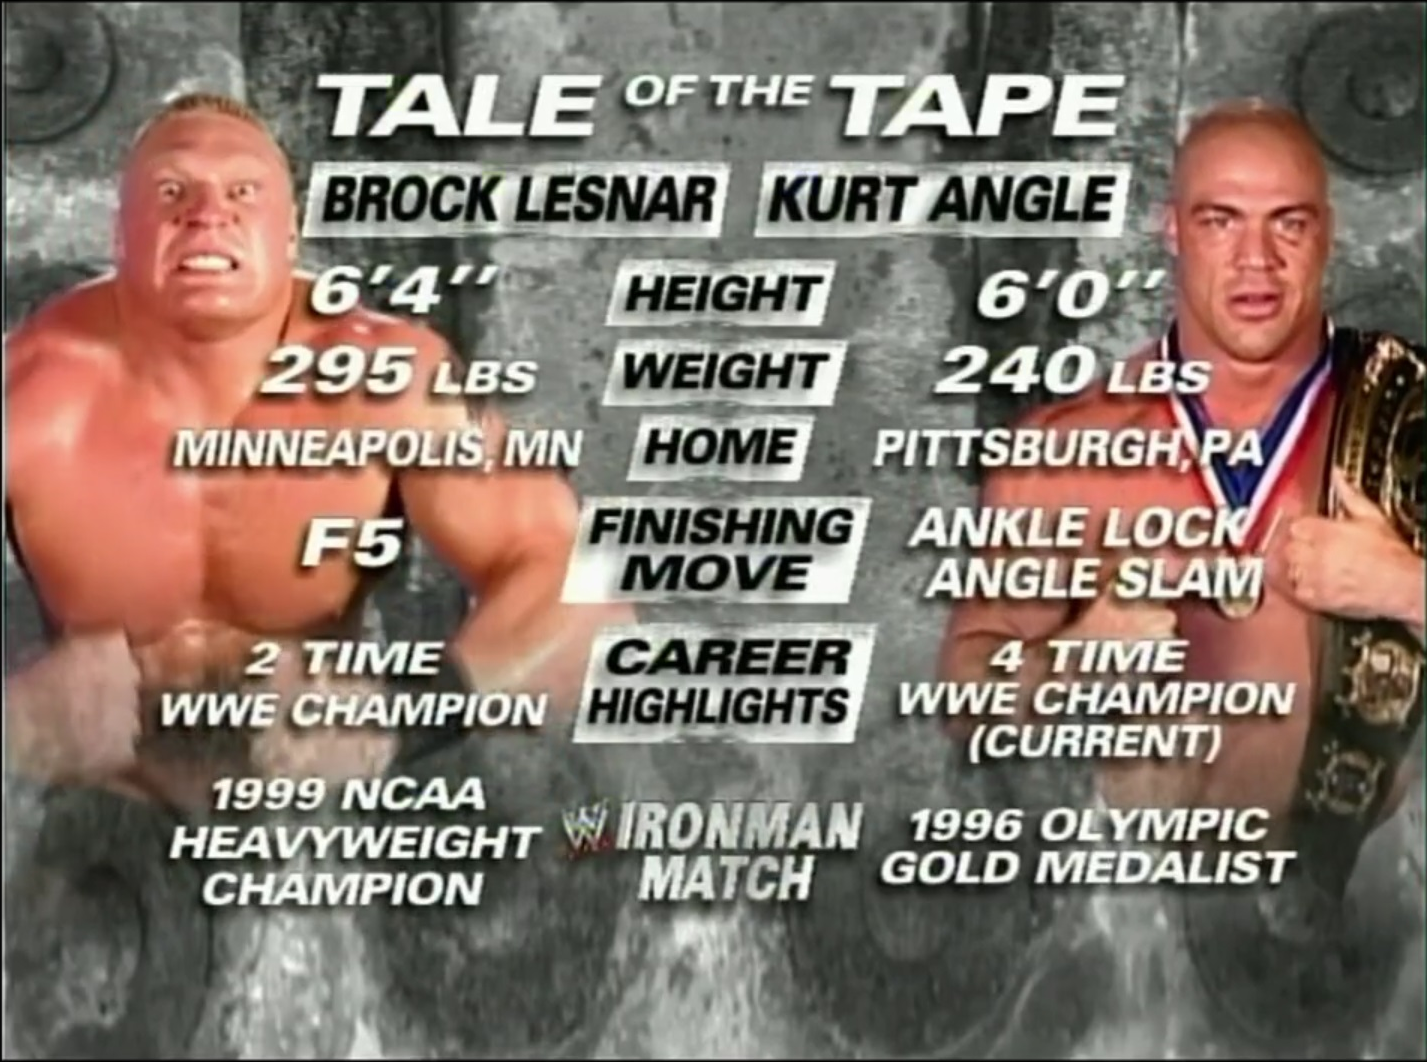 TALE OF THE TAPE
BROCK LESNAR KURT ANGLE
6'4'' HEIGHT 6'0''
295 LBS WEIGHT 240 LBS
MINNEAPOLIS, MN HOME PITTSBURGH, PA
F5
FINISHING
MOVE
ANKLE LOCK /
ANGLE SLAM
2 TIME
WWE CHAMPION
CAREER
HIGHLIGHTS
4 TIME
WWE CHAMPION
(CURRENT)
1999 NCAA
HEAVYWEIGHT
CHAMPION
W IRONMAN
MATCH
1996 OLYMPIC
GOLD MEDALIST